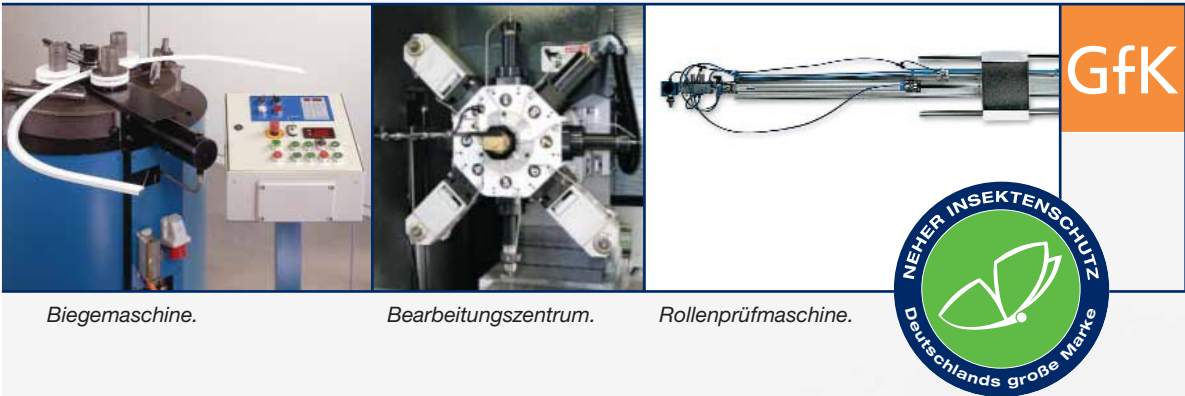 GfK
NEHER INSEKTENSCHUTZ
Deutschlands große Marke
Biegemaschine.
Bearbeitungszentrum.
Rollenprüfmaschine.